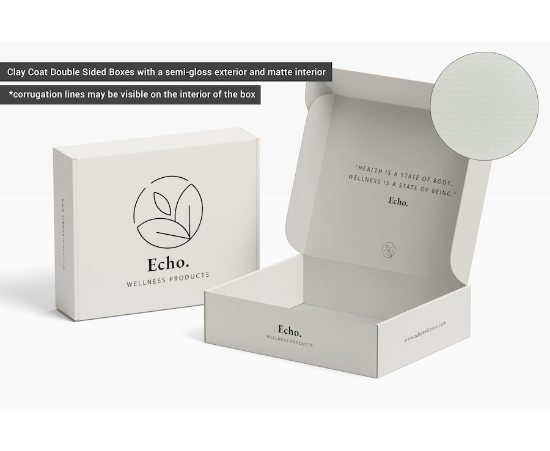 Clay Coat Double Sided Boxes with a semi-gloss exterior and matte interior
*corrugation lines may be visible on the interior of the box
"HEALTH IS A STATE OF BODY.
WELLNESS IS A STATE OF BEING."
Echo.
Echo.
WELLNESS PRODUCTS
Echo.
WELLNESS PRODUCTS